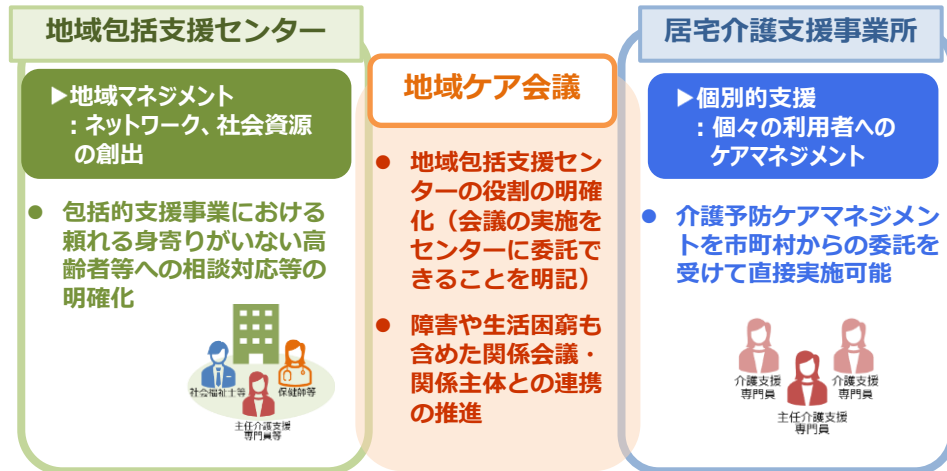 地域包括支援センター
▶地域マネジメント
：ネットワーク、社会資源
の創出
● 包括的支援事業における
頼れる身寄りがいない高
齢者等への相談対応等の
明確化
社会福祉士等
保健師等
主任介護支援
専門員等
地域ケア会議
● 地域包括支援セン
ターの役割の明確
化（会議の実施を
センターに委託で
きることを明記）
● 障害や生活困窮も
含めた関係会議・
関係主体との連携
の推進
居宅介護支援事業所
▶個別的支援
：個々の利用者への
ケアマネジメント
● 介護予防ケアマネジメン
トを市町村からの委託を
受けて直接実施可能
介護支援
専門員
介護支援
専門員
主任介護支援
専門員